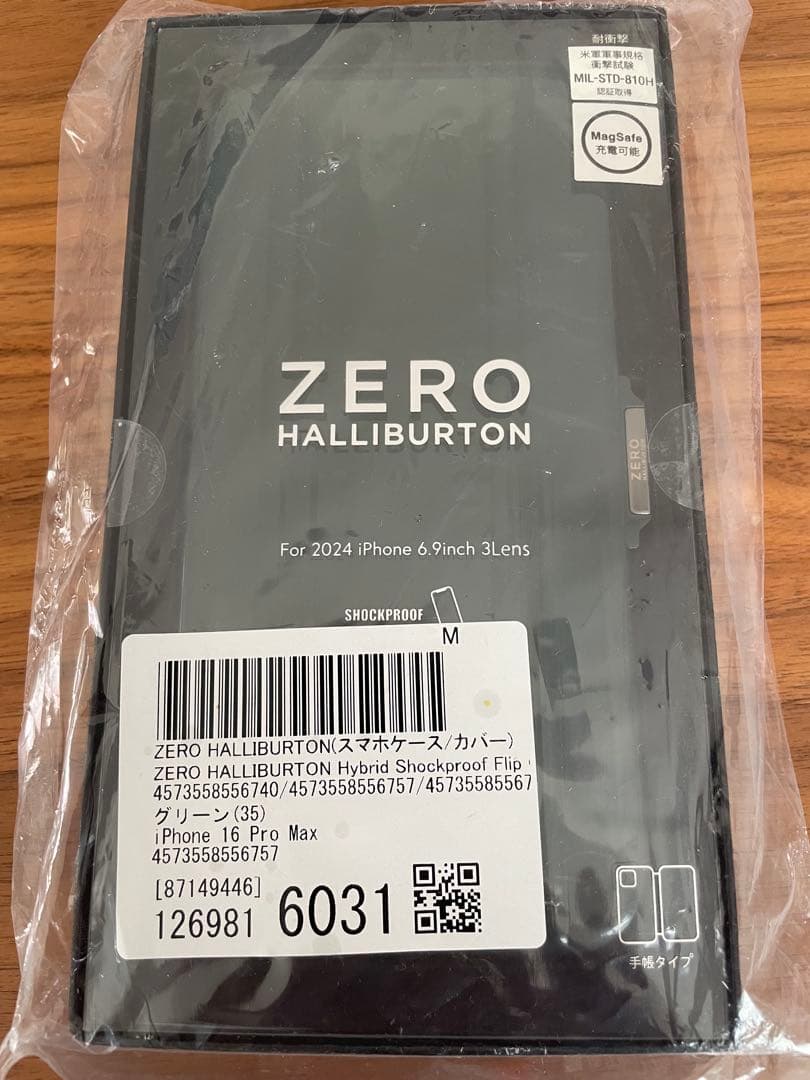 耐衝撃
米軍軍事規格
衝撃試験
MIL-STD-810H
認証取得
MagSafe
充電可能
ZERO
HALLIBURTON
ZERO
For 2024 iPhone 6.9inch 3Lens
SHOCKPROOF
M
ZERO HALLIBURTON(スマホケース/カバー)
ZERO HALLIBURTON Hybrid Shockproof Flip
4573558556740/4573558556757/45735585567
グリーン(35)
iPhone 16 Pro Max
4573558556757
[87149446]
126981 6031
手帳タイプ